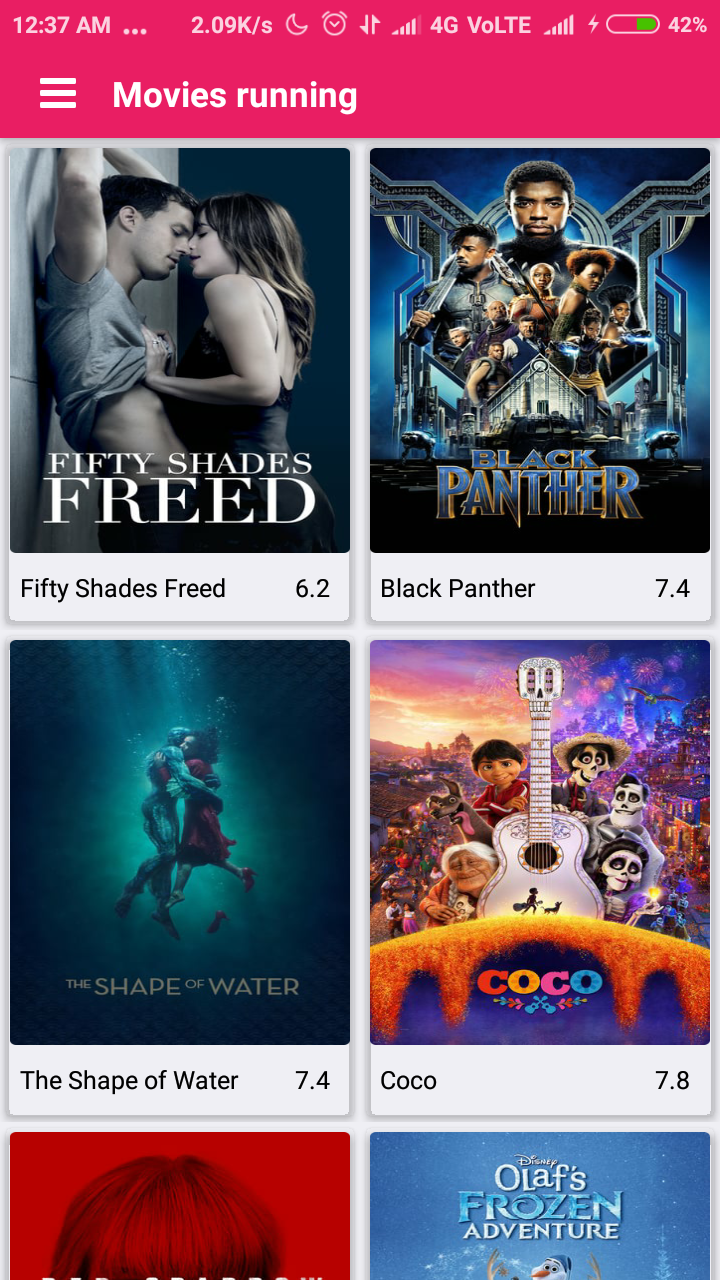 12:37 AM ... 2.09K/s 4G VoLTE 42%
Movies running
FIFTY SHADES
FREED
BLACK
PANTHER
Fifty Shades Freed 6.2
Black Panther 7.4
THE SHAPE OF WATER
COCO
The Shape of Water 7.4
Coco 7.8
Disney
Olaf's
FROZEN
ADVENTURE